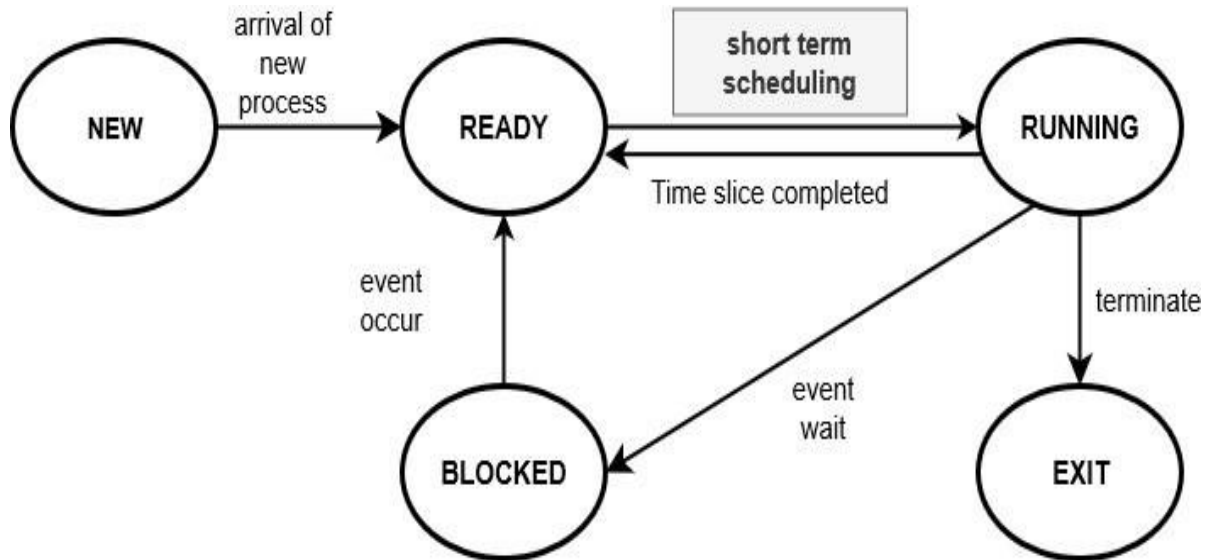 arrival of
new
process
short term
scheduling
NEW
READY
RUNNING
Time slice completed
event
occur
terminate
event
wait
BLOCKED
EXIT